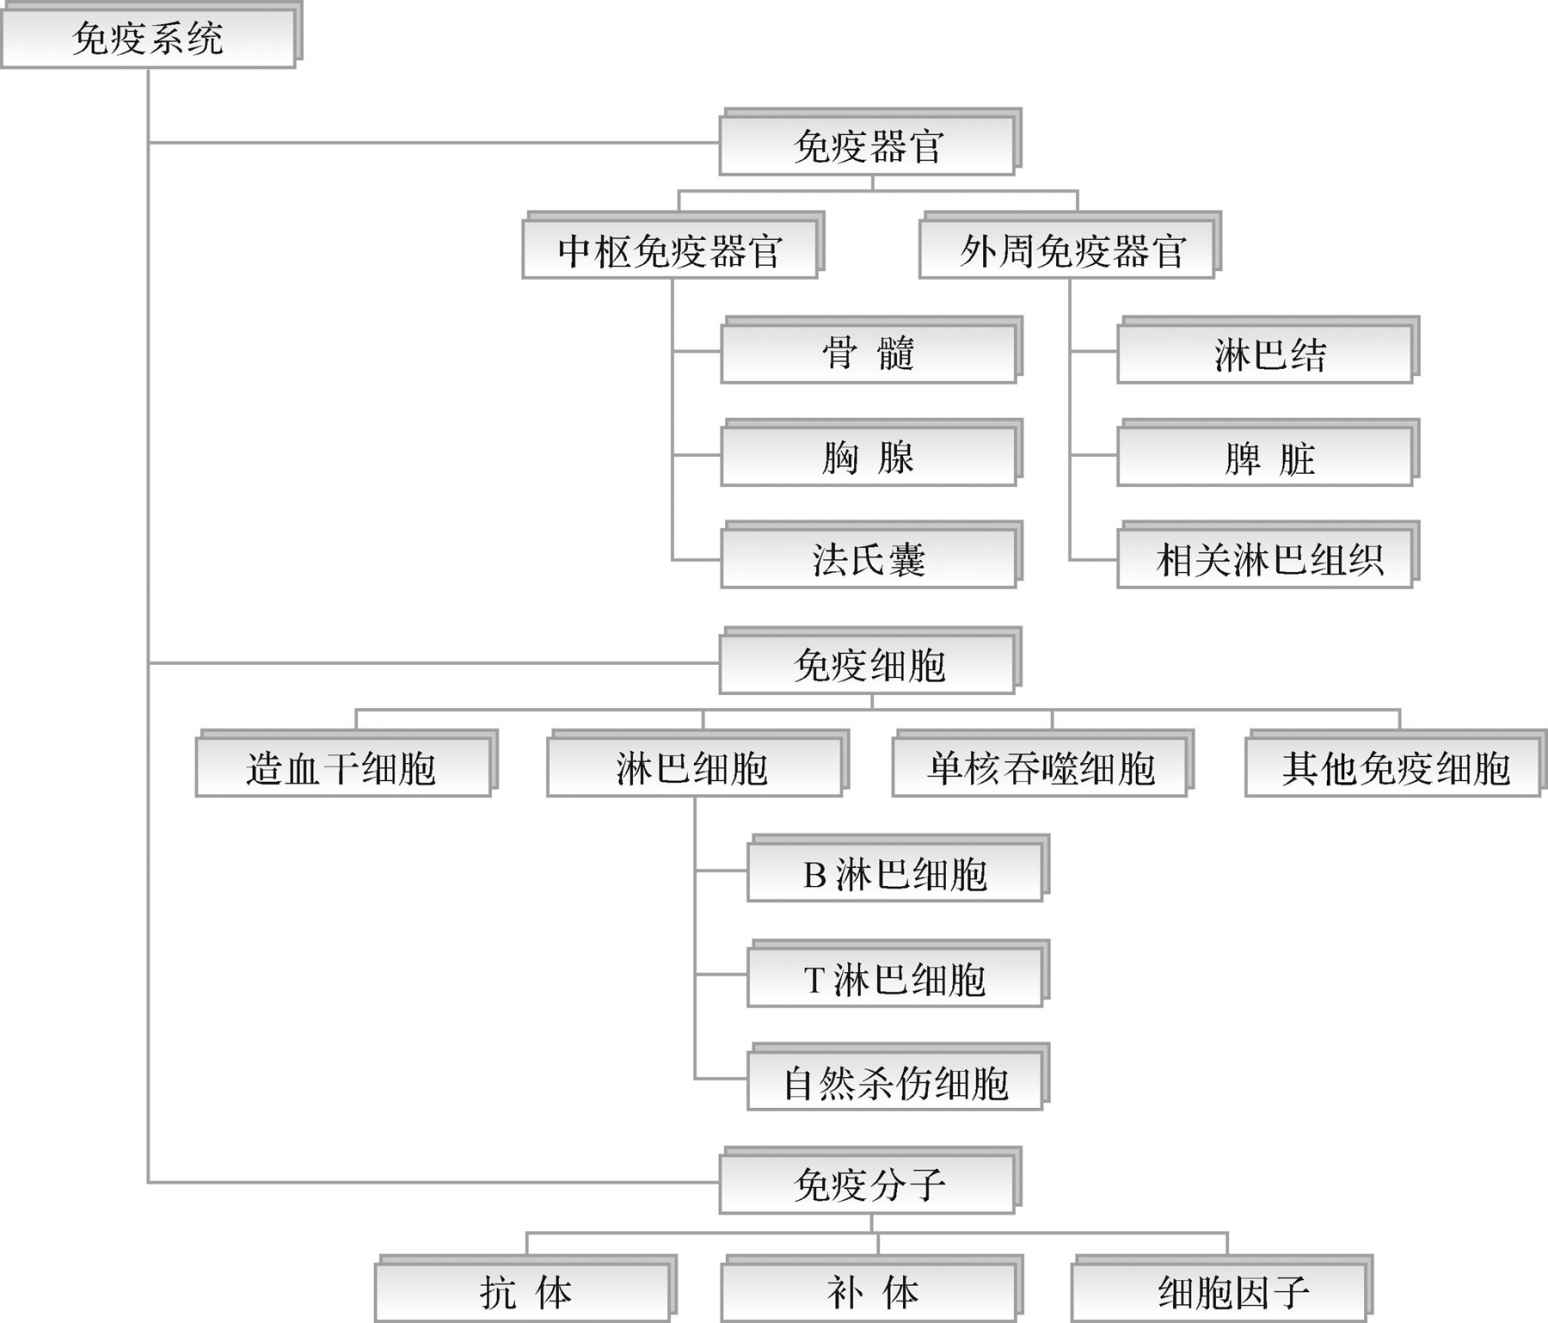 免疫系统
免疫器官
中枢免疫器官
外周免疫器官
骨 髓
淋巴结
胸 腺
脾 脏
法氏囊
相关淋巴组织
免疫细胞
造血干细胞
淋巴细胞
单核吞噬细胞
其他免疫细胞
B淋巴细胞
T淋巴细胞
自然杀伤细胞
免疫分子
抗 体
补 体
细胞因子